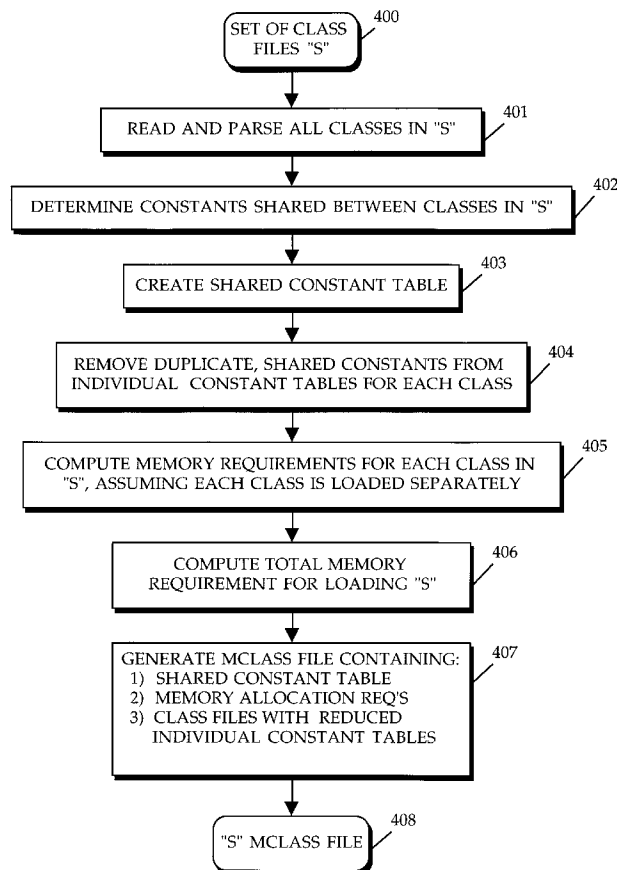 SET OF CLASS
FILES "S"
400
READ AND PARSE ALL CLASSES IN "S"
401
DETERMINE CONSTANTS SHARED BETWEEN CLASSES IN "S"
402
CREATE SHARED CONSTANT TABLE
403
REMOVE DUPLICATE, SHARED CONSTANTS FROM
INDIVIDUAL CONSTANT TABLES FOR EACH CLASS
404
COMPUTE MEMORY REQUIREMENTS FOR EACH CLASS IN
"S", ASSUMING EACH CLASS IS LOADED SEPARATELY
405
COMPUTE TOTAL MEMORY
REQUIREMENT FOR LOADING "S"
406
GENERATE MCLASS FILE CONTAINING:
1) SHARED CONSTANT TABLE
2) MEMORY ALLOCATION REQ'S
3) CLASS FILES WITH REDUCED
INDIVIDUAL CONSTANT TABLES
407
"S" MCLASS FILE
408